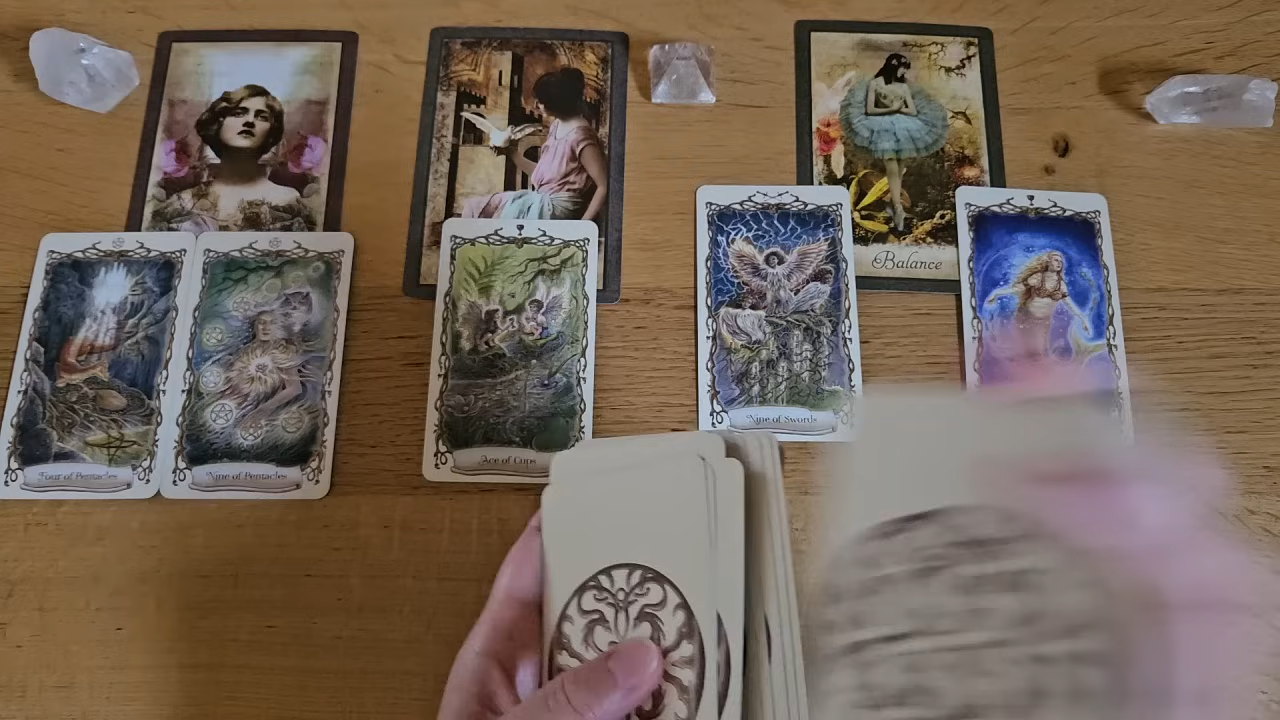 Balance
Four of Pentacles
Nine of Pentacles
Ace of Cups
Nine of Swords